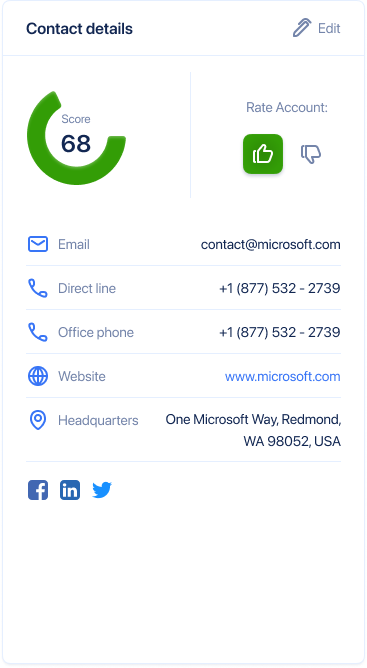 Contact details
Edit
Score
68
Rate Account:
Email
contact@microsoft.com
Direct line
+1 (877) 532 - 2739
Office phone
+1 (877) 532 - 2739
Website
www.microsoft.com
Headquarters
One Microsoft Way, Redmond,
WA 98052, USA